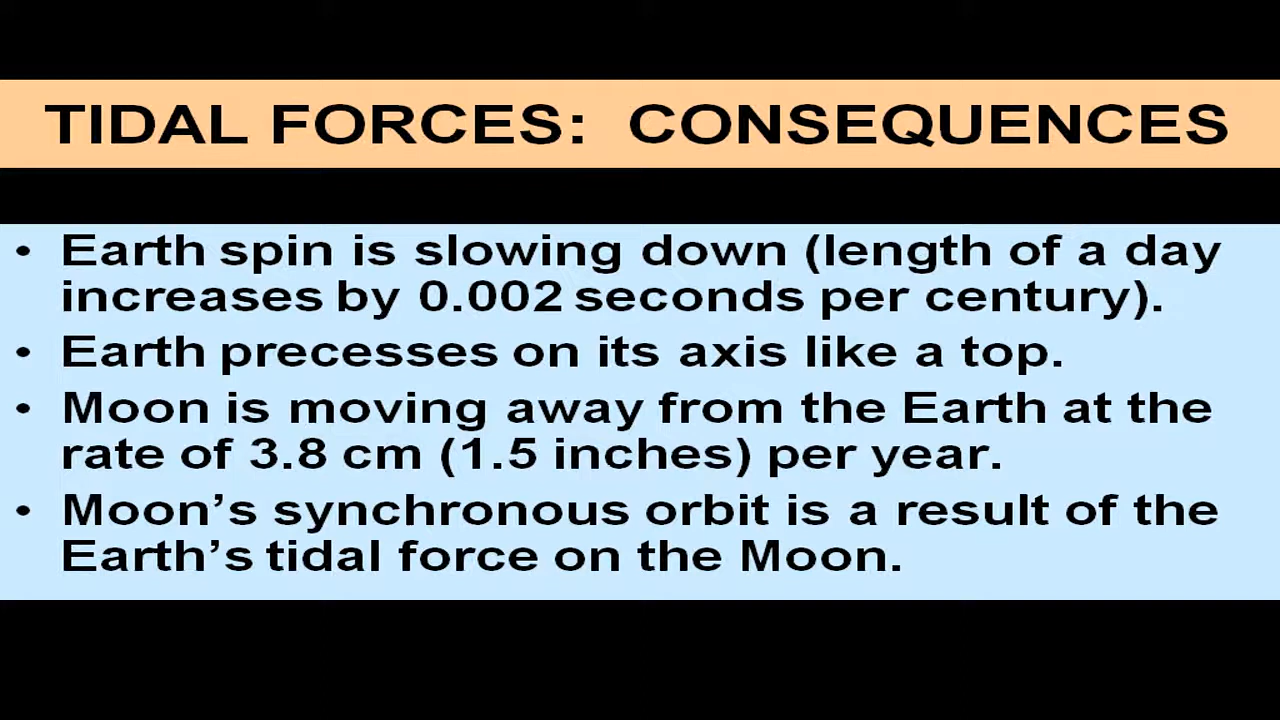 TIDAL FORCES: CONSEQUENCES
• Earth spin is slowing down (length of a day
increases by 0.002 seconds per century).
• Earth precesses on its axis like a top.
• Moon is moving away from the Earth at the
rate of 3.8 cm (1.5 inches) per year.
• Moon’s synchronous orbit is a result of the
Earth’s tidal force on the Moon.